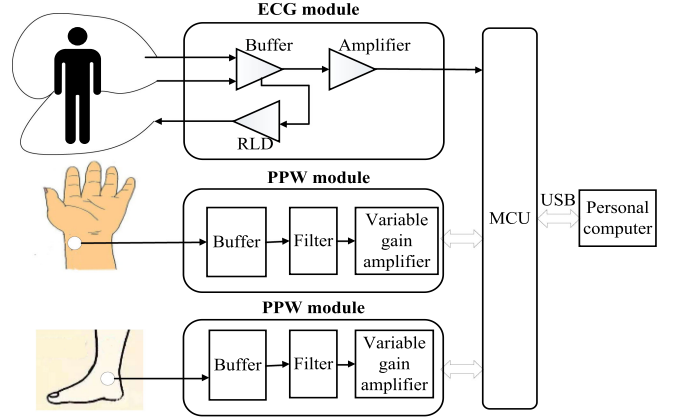 ECG module
Buffer
Amplifier
RLD
PPW module
Buffer
Filter
Variable
gain
amplifier
PPW module
Buffer
Filter
Variable
gain
amplifier
MCU
USB
Personal
computer